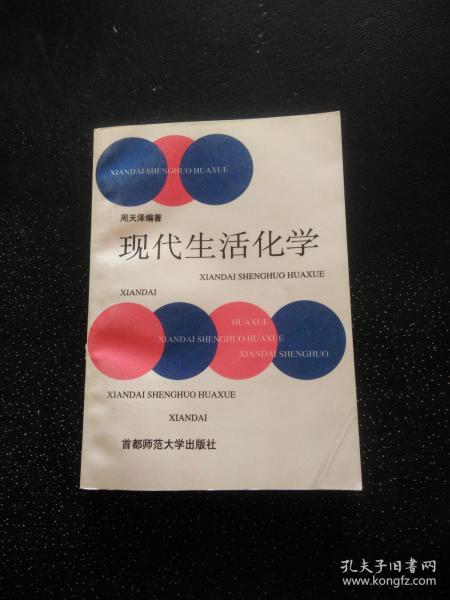 XIANDAI SHENGHUO HUAXUE
周天泽编著
现代生活化学
XIANDAI SHENGHUO HUAXUE
XIANDAI
HUAXUE
XIANDAI SHENGHUO HUAXUE
XIANDAI SHENGHUO
XIANDAI SHENGHUO HUAXUE
XIANDAI
首都师范大学出版社
孔夫子旧书网
www.kongfz.com